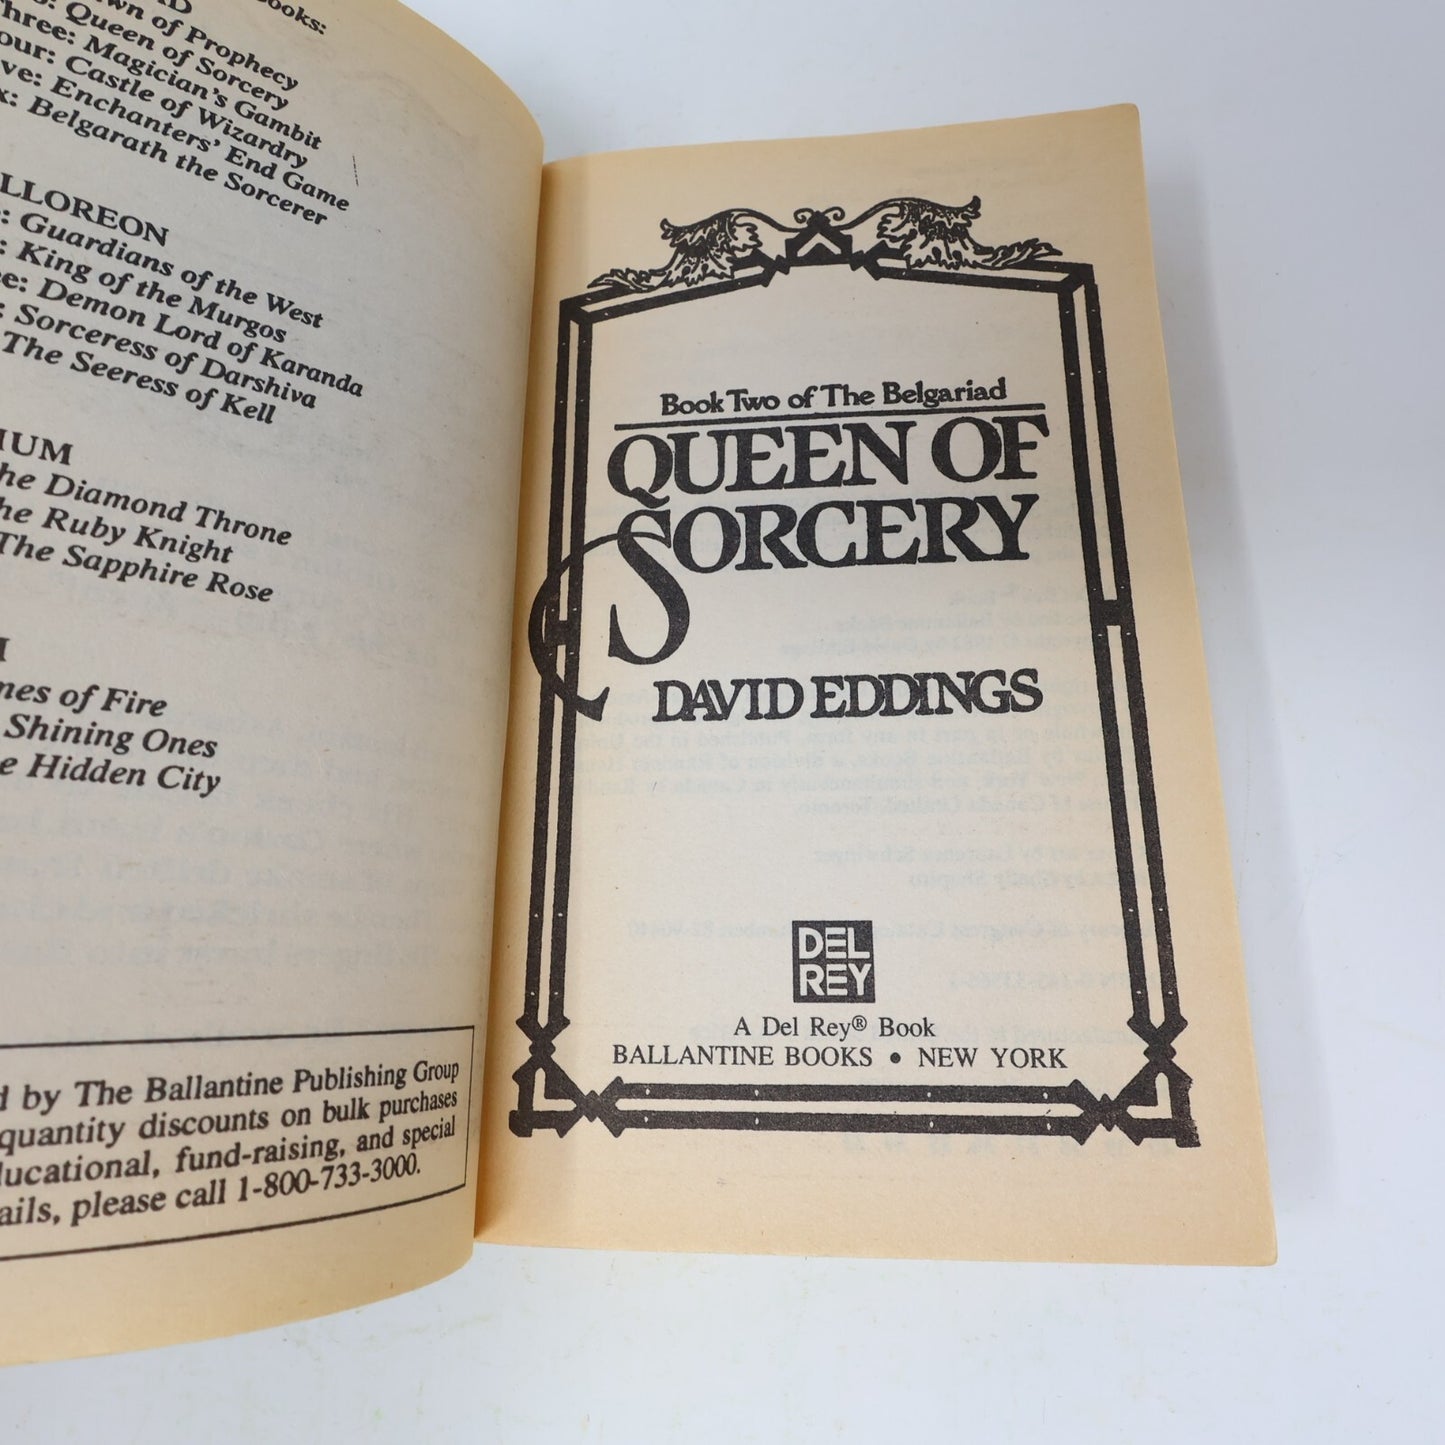 ooks:
wn of Prophecy
: Queen of Sorcery
hree: Magician's Gambit
our: Castle of Wizardry
ve: Enchanters' End Game
x: Belgarath the Sorcerer
LLOREON
: Guardians of the West
: King of the Murgos
ee: Demon Lord of Karanda
: Sorceress of Darshiva
The Seeress of Kell
IUM
he Diamond Throne
he Ruby Knight
The Sapphire Rose
nes of Fire
Shining Ones
e Hidden City
d by The Ballantine Publishing Group
quantity discounts on bulk purchases
ducational, fund-raising, and special
ails, please call 1-800-733-3000.
Book Two of The Belgariad
QUEEN OF
SORCERY
DAVID EDDINGS
DEL
REY
A Del Rey® Book
BALLANTINE BOOKS • NEW YORK